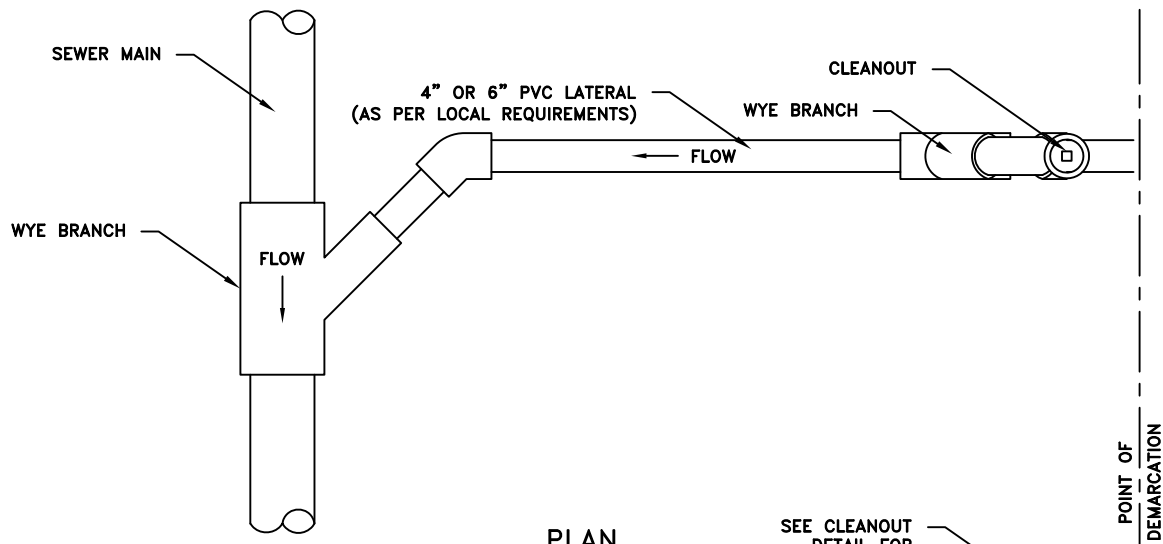 SEWER MAIN
CLEANOUT
4” OR 6” PVC LATERAL
(AS PER LOCAL REQUIREMENTS)
WYE BRANCH
FLOW
WYE BRANCH
FLOW
POINT OF
DEMARCATION
PLAN
SEE CLEANOUT
DETAIL FOR